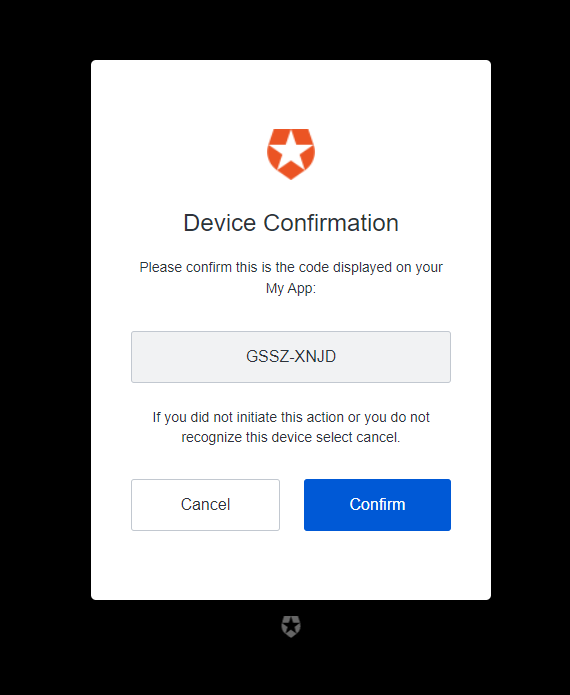 Device Confirmation
Please confirm this is the code displayed on your
My App:
GSSZ-XNJD
If you did not initiate this action or you do not
recognize this device select cancel.
Cancel
Confirm